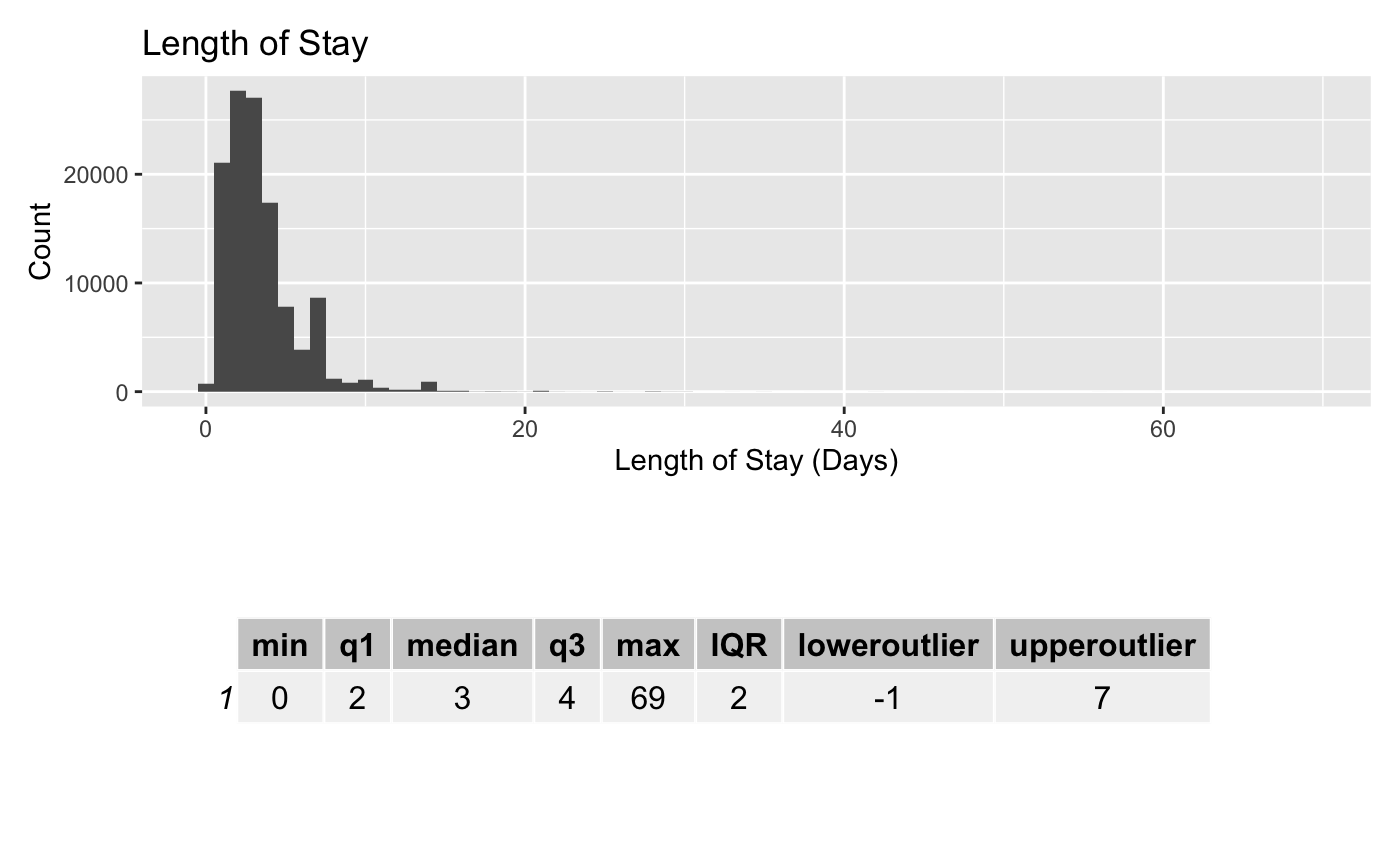 Length of Stay
Count
20000
10000
0
0 20 40 60
Length of Stay (Days)
min q1 median q3 max IQR loweroutlier upperoutlier
1 0 2 3 4 69 2 -1 7